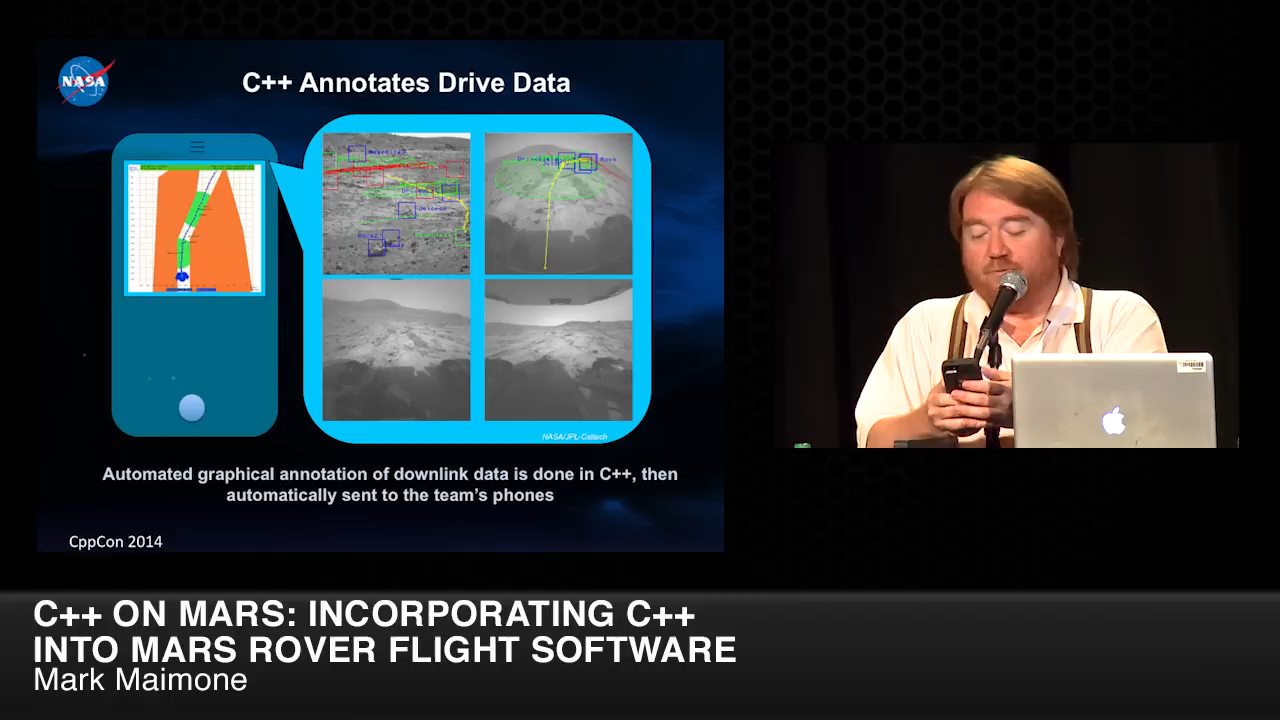 NASA
C++ Annotates Drive Data
NASA/JPL-Caltech
Automated graphical annotation of downlink data is done in C++, then
automatically sent to the team's phones
CppCon 2014
C++ ON MARS: INCORPORATING C++
INTO MARS ROVER FLIGHT SOFTWARE
Mark Maimone